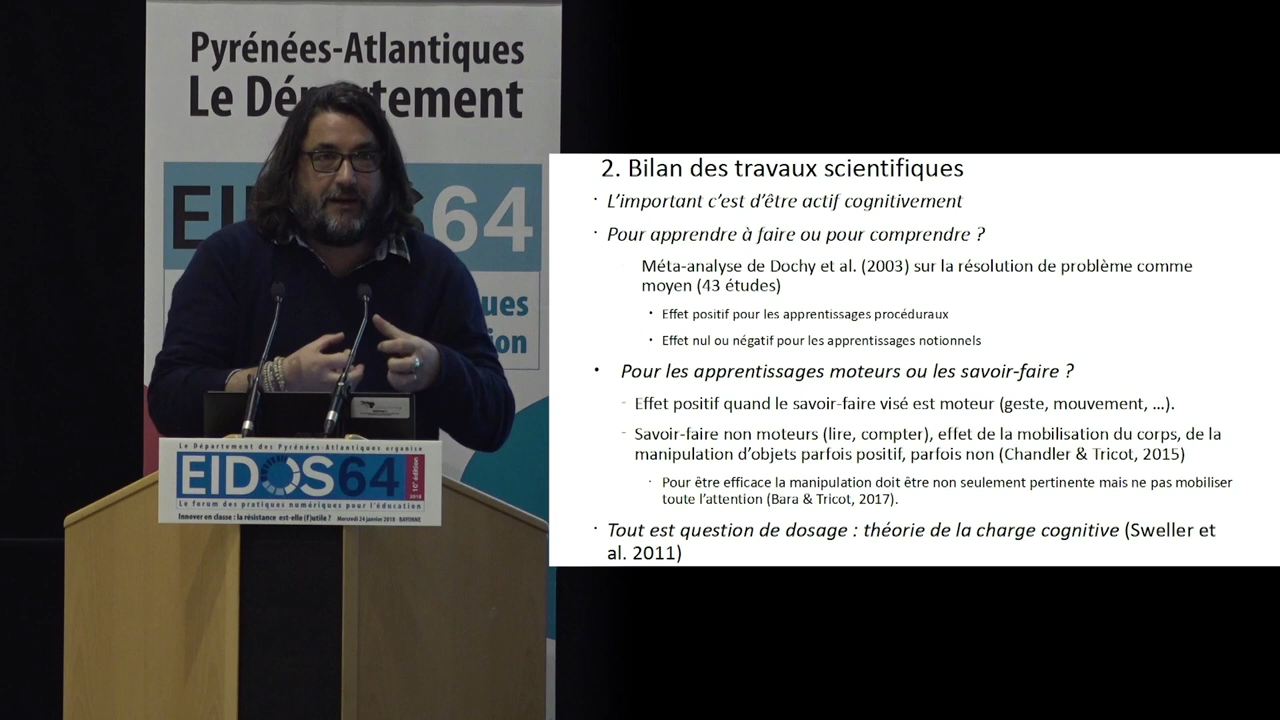 Pyrénées-Atlantiques
Le Dé tement
EI 64
ues
ion
Le Département des Pyrénées-Atlantiques organise
EIDOS64
10e édition
2018
Le forum des pratiques numériques pour l'éducation
Innover en classe : la résistance est-elle (f)utile ? Mercredi 24 janvier 2018 - BAYONNE
2. Bilan des travaux scientifiques
· L'important c'est d'être actif cognitivement
· Pour apprendre à faire ou pour comprendre ?
Méta-analyse de Dochy et al. (2003) sur la résolution de problème comme
moyen (43 études)
• Effet positif pour les apprentissages procéduraux
• Effet nul ou négatif pour les apprentissages notionnels
• Pour les apprentissages moteurs ou les savoir-faire ?
- Effet positif quand le savoir-faire visé est moteur (geste, mouvement, …).
- Savoir-faire non moteurs (lire, compter), effet de la mobilisation du corps, de la
manipulation d'objets parfois positif, parfois non (Chandler & Tricot, 2015)
· Pour être efficace la manipulation doit être non seulement pertinente mais ne pas mobiliser
toute l'attention (Bara & Tricot, 2017).
· Tout est question de dosage : théorie de la charge cognitive (Sweller et
al. 2011)